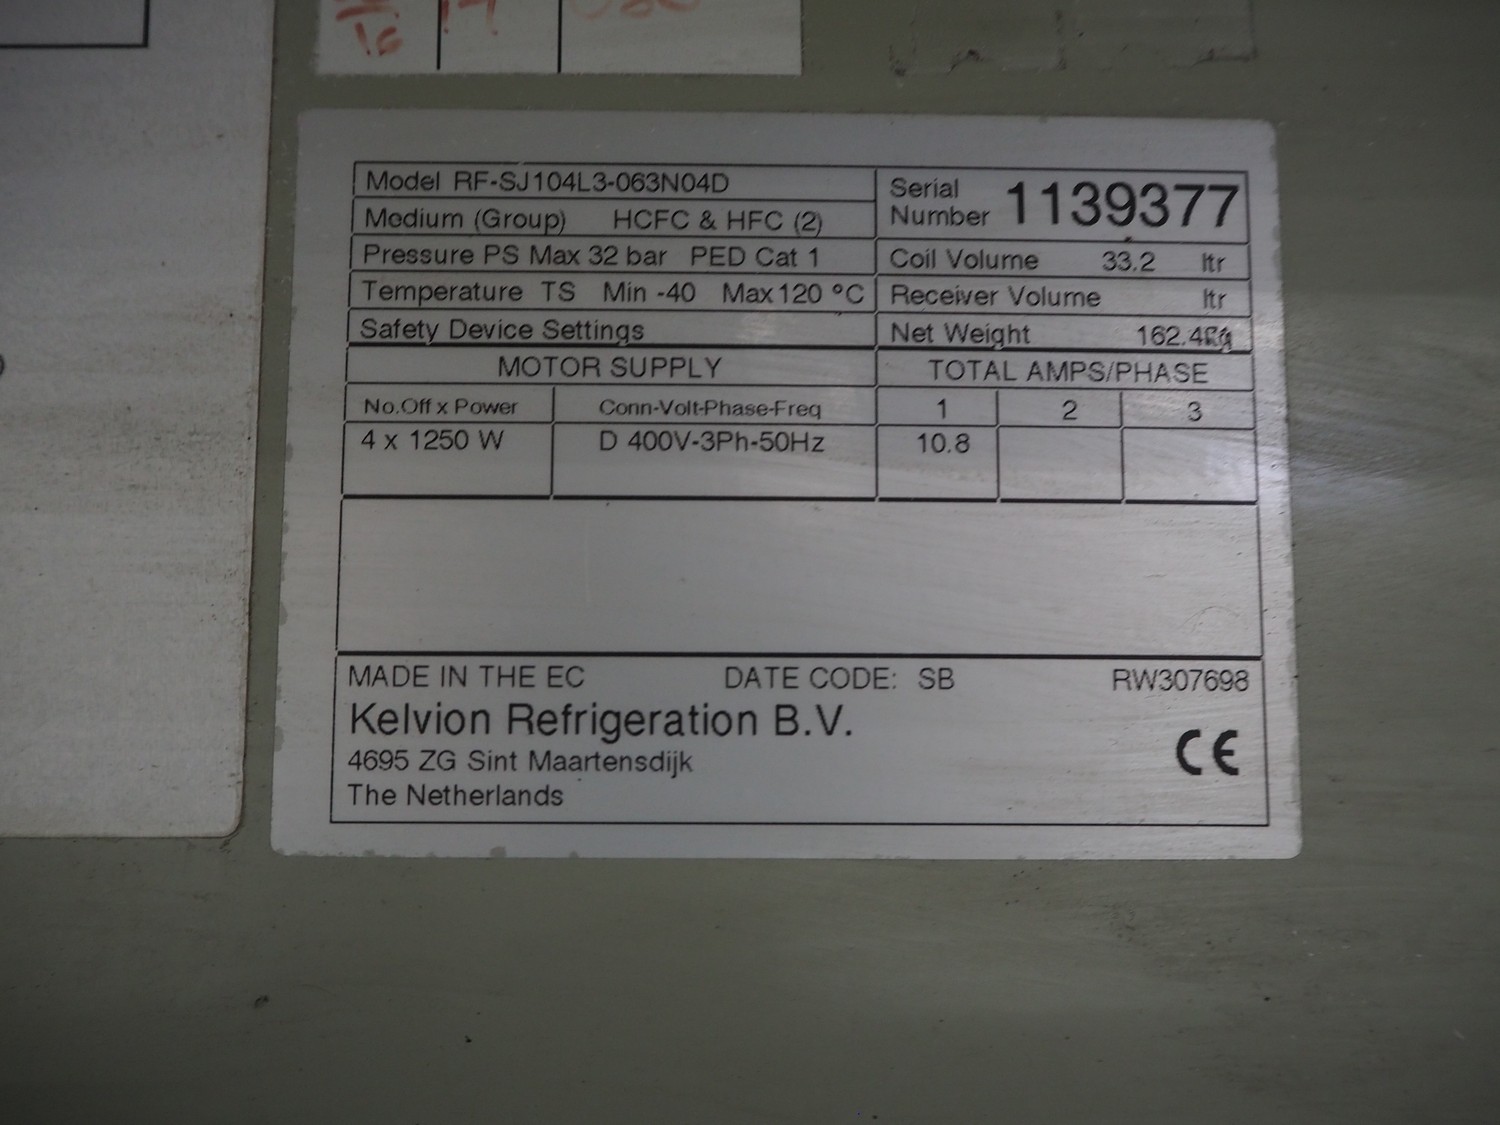 Model RF-SJ104L3-063N04D
Serial Number 1139377
Medium (Group) HCFC & HFC (2)
Pressure PS Max 32 bar PED Cat 1
Coil Volume 33.2 ltr
Temperature TS Min -40 Max 120 °C
Receiver Volume ltr
Safety Device Settings
Net Weight 162.4Kg
MOTOR SUPPLY
TOTAL AMPS/PHASE
No.Off x Power Conn-Volt-Phase-Freq 1 2 3
4 x 1250 W D 400V-3Ph-50Hz 10.8
MADE IN THE EC DATE CODE: SB RW307698
Kelvion Refrigeration B.V.
4695 ZG Sint Maartensdijk
The Netherlands
CE